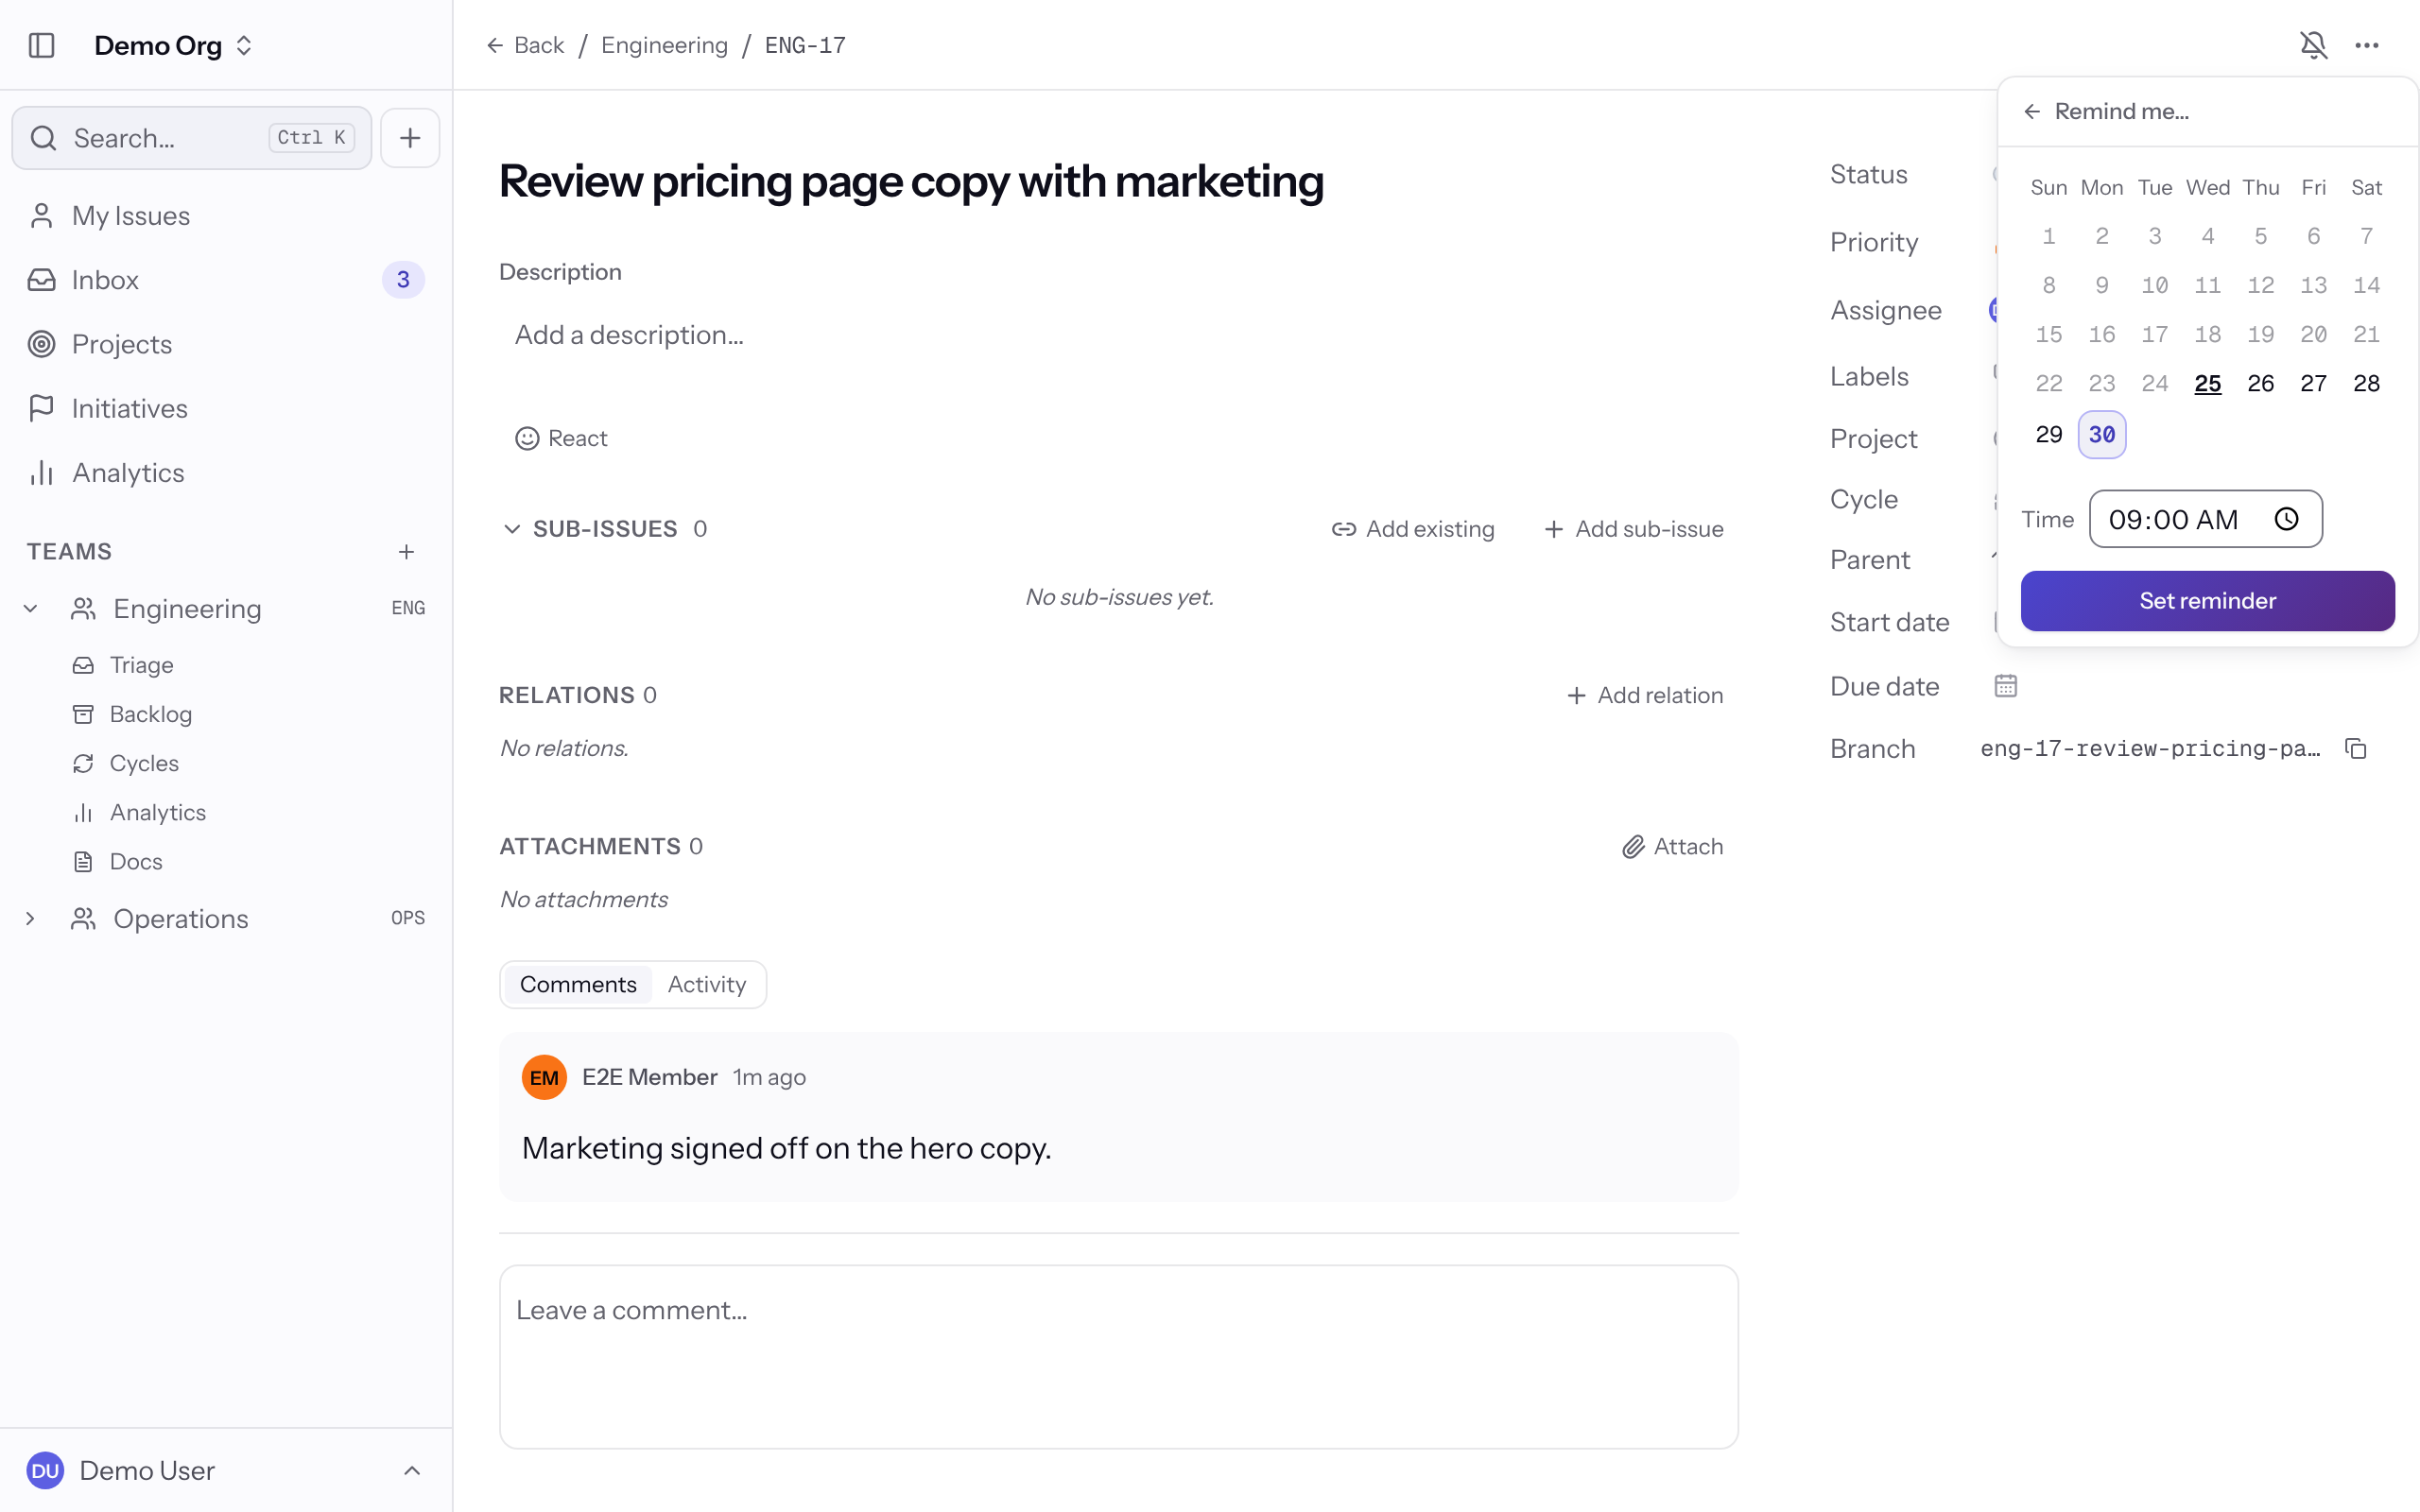 Demo Org
Search...
Ctrl K
My Issues
Inbox
3
Projects
Initiatives
Analytics
TEAMS
Engineering
ENG
Triage
Backlog
Cycles
Analytics
Docs
Operations
OPS
DU
Demo User
Back / Engineering / ENG-17
Review pricing page copy with marketing
Description
Add a description...
React
SUB-ISSUES 0
Add existing
Add sub-issue
No sub-issues yet.
RELATIONS 0
Add relation
No relations.
ATTACHMENTS 0
Attach
No attachments
Comments
Activity
EM
E2E Member 1m ago
Marketing signed off on the hero copy.
Leave a comment...
Status
Priority
Assignee
Labels
Project
Cycle
Parent
Start date
Due date
Branch
eng-17-review-pricing-pa…
Remind me...
Sun Mon Tue Wed Thu Fri Sat
1 2 3 4 5 6 7
8 9 10 11 12 13 14
15 16 17 18 19 20 21
22 23 24 25 26 27 28
29 30
Time 09:00 AM
Set reminder